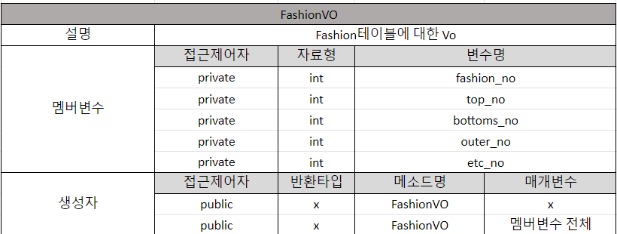 FashionVO
설명 Fashion테이블에 대한 Vo
멤버변수 접근제어자 자료형 변수명
private int fashion_no
private int top_no
private int bottoms_no
private int outer_no
private int etc_no
생성자 접근제어자 반환타입 메소드명 매개변수
public x FashionVO x
public x FashionVO 멤버변수 전체